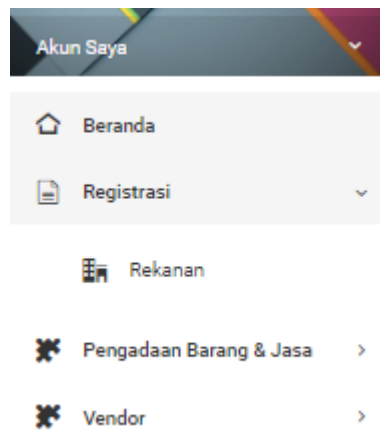 Akun Saya
Beranda
Registrasi
Rekanan
Pengadaan Barang & Jasa
Vendor